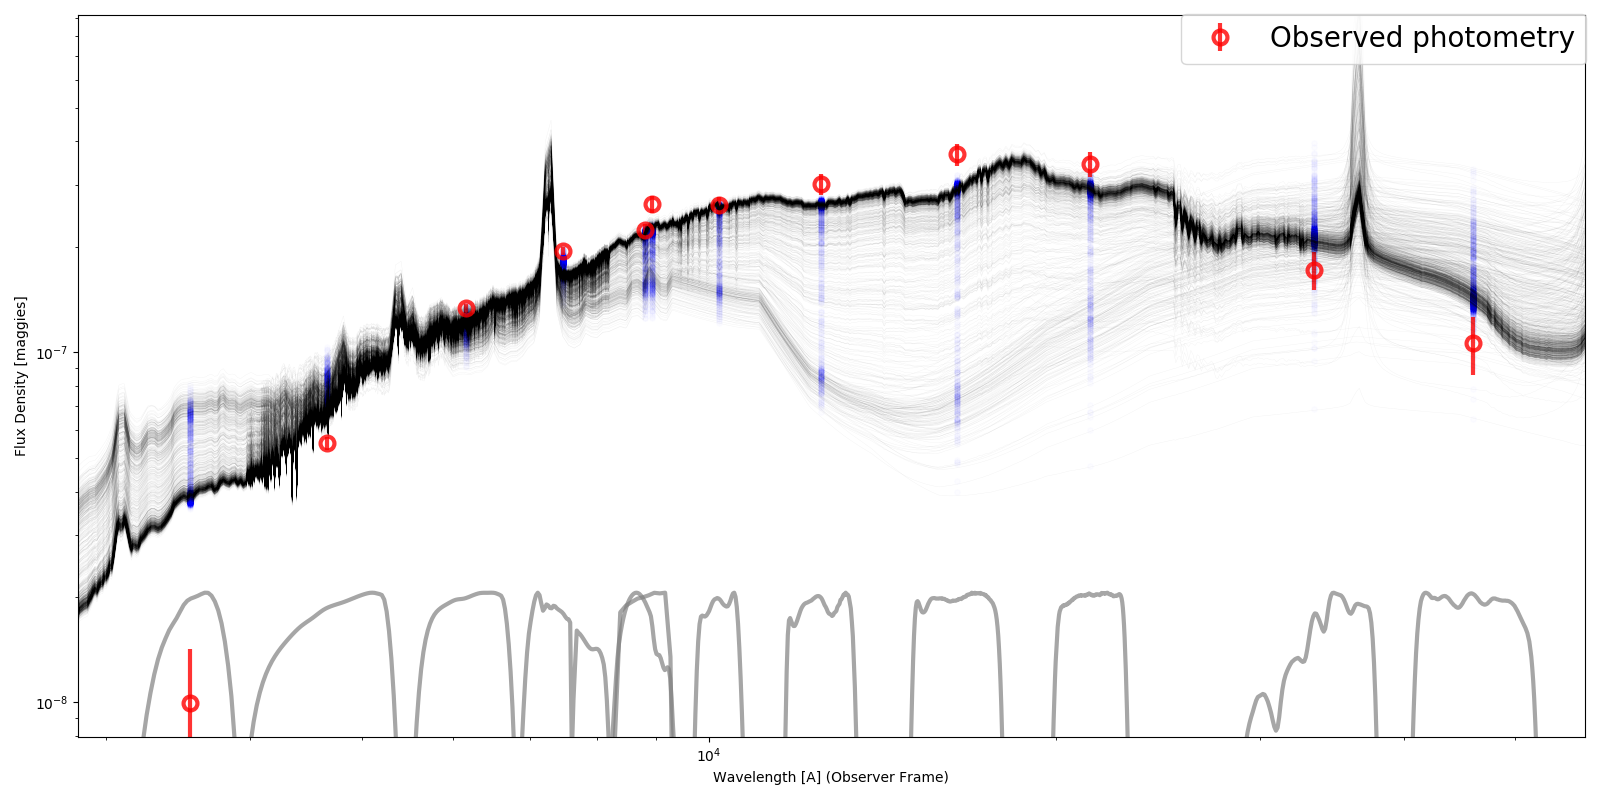 Observed photometry
Flux Density [maggies]
10⁻⁷
10⁻⁸
10⁴
Wavelength [A] (Observer Frame)